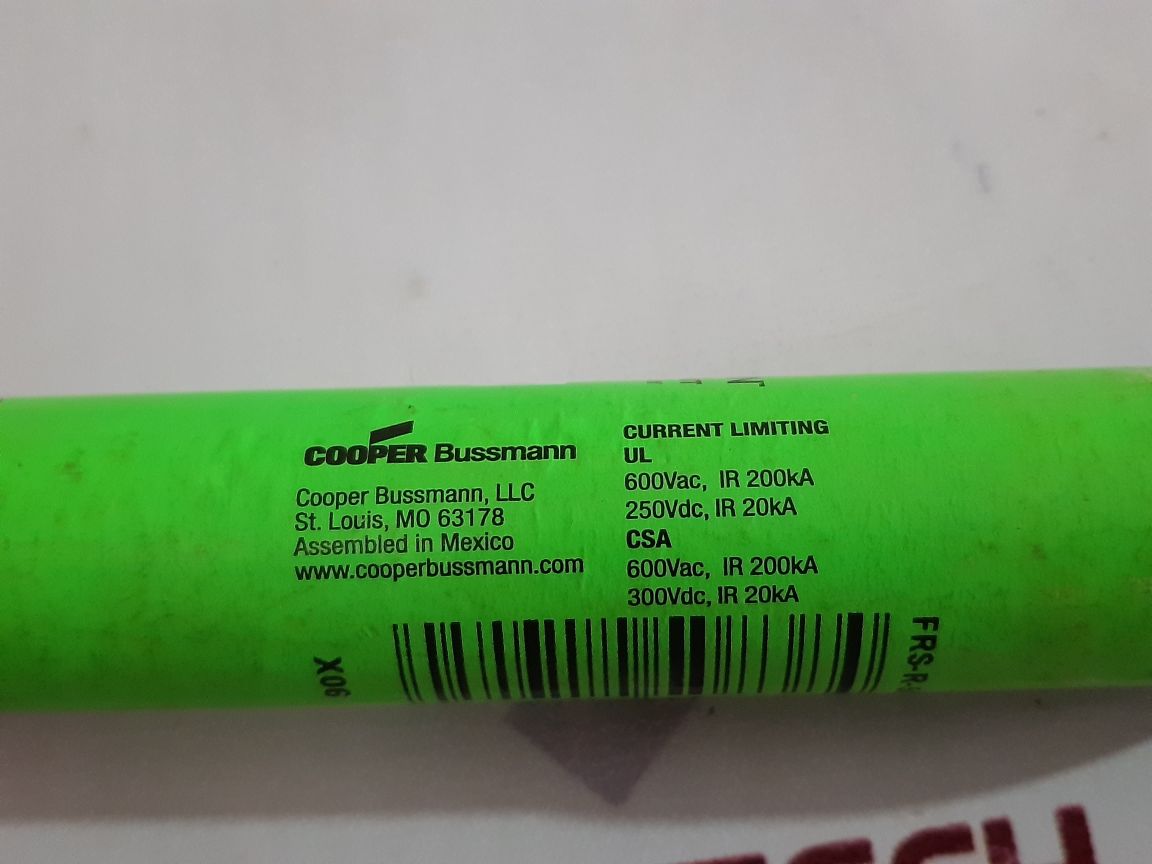 COOPER Bussmann
Cooper Bussmann, LLC
St. Louis, MO 63178
Assembled in Mexico
www.cooperbussmann.com
CURRENT LIMITING
UL
600Vac, IR 200kA
250Vdc, IR 20kA
CSA
600Vac, IR 200kA
300Vdc, IR 20kA
X06
FRS-R-